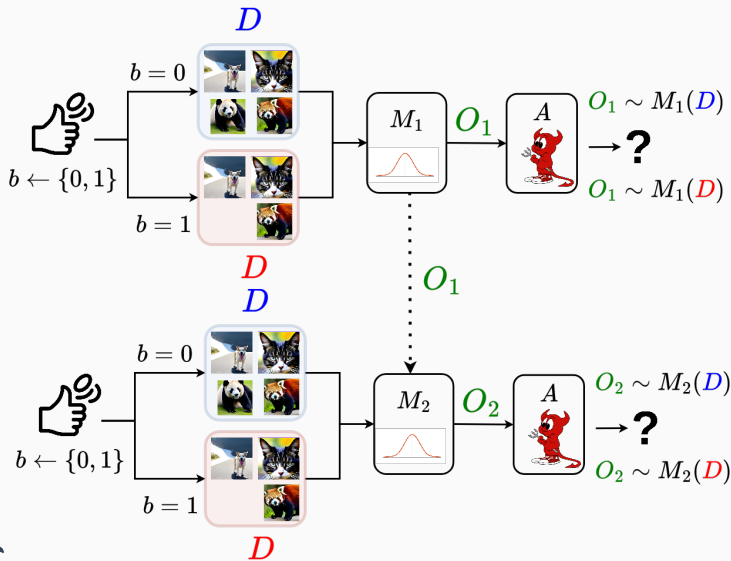 D
b = 0
b ← {0, 1}
b = 1
D
M₁
O₁
A
O₁ ∼ M₁(D)
?
O₁ ∼ M₁(D)
O₁
D
b = 0
b ← {0, 1}
b = 1
D
M₂
O₂
A
O₂ ∼ M₂(D)
?
O₂ ∼ M₂(D)